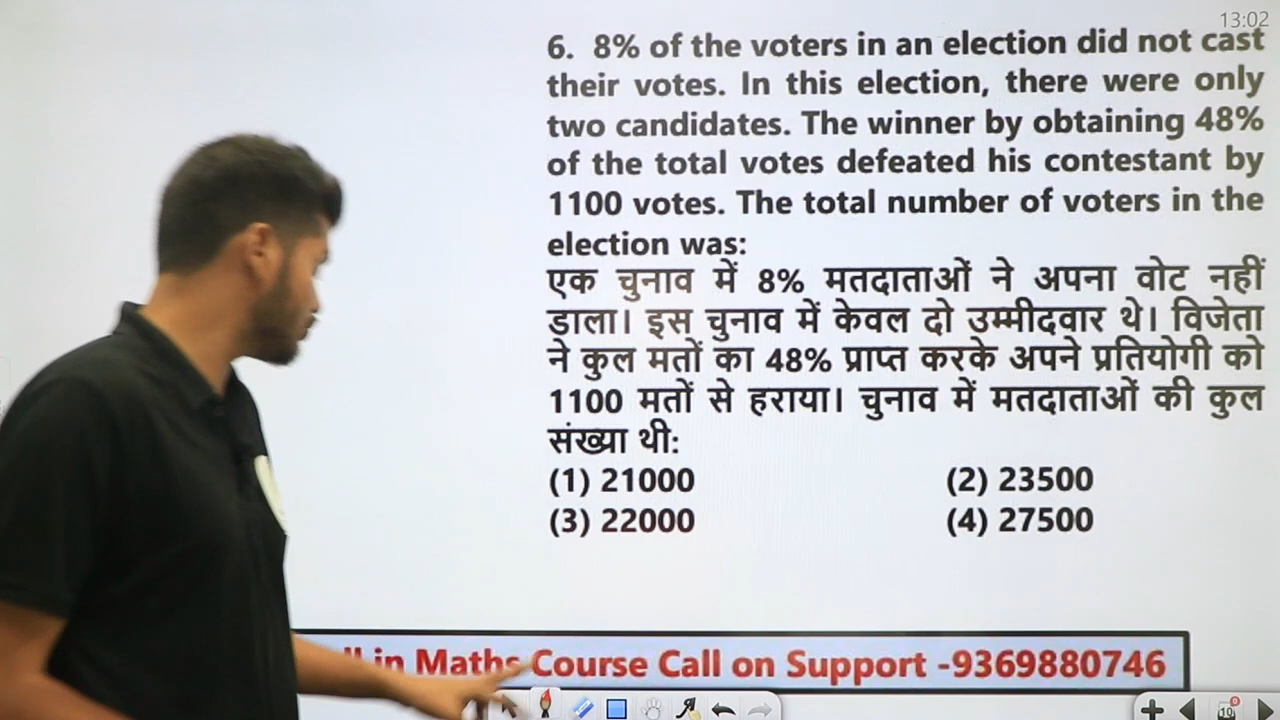 13:02
6. 8% of the voters in an election did not cast
their votes. In this election, there were only
two candidates. The winner by obtaining 48%
of the total votes defeated his contestant by
1100 votes. The total number of voters in the
election was:
एक चुनाव में 8% मतदाताओं ने अपना वोट नहीं
डाला। इस चुनाव में केवल दो उम्मीदवार थे। विजेता
ने कुल मतों का 48% प्राप्त करके अपने प्रतियोगी को
1100 मतों से हराया। चुनाव में मतदाताओं की कुल
संख्या थी:
(1) 21000 (2) 23500
(3) 22000 (4) 27500
in Maths Course Call on Support -9369880746